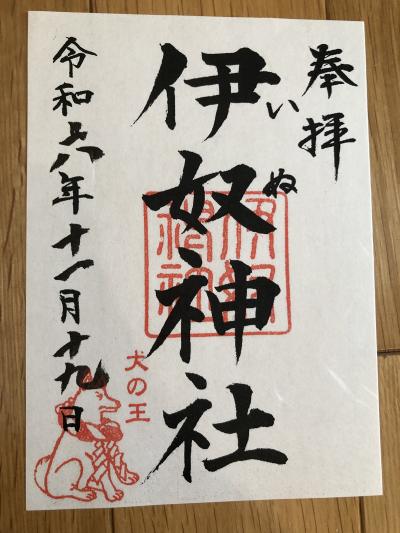 奉拝
伊奴神社
いぬ
令和六年十一月十九日
犬の王